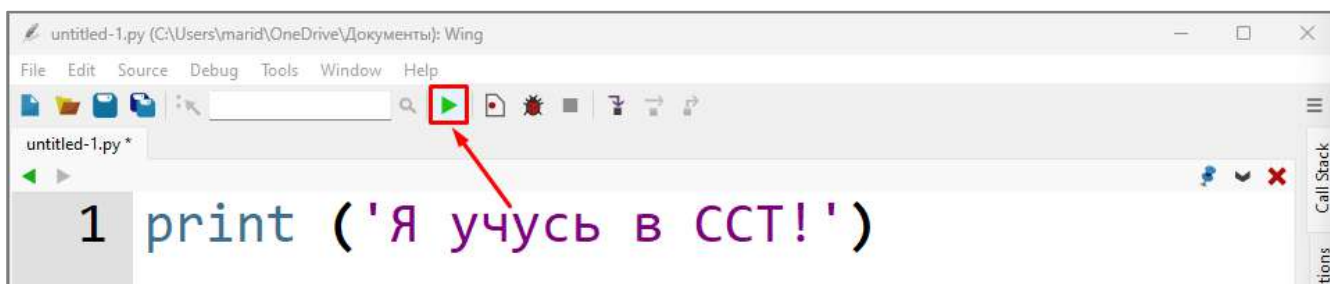 untitled-1.py (C:\Users\marid\OneDrive\Документы): Wing
File Edit Source Debug Tools Window Help
untitled-1.py *
1 print ('Я учусь в ССТ!')
Call Stack